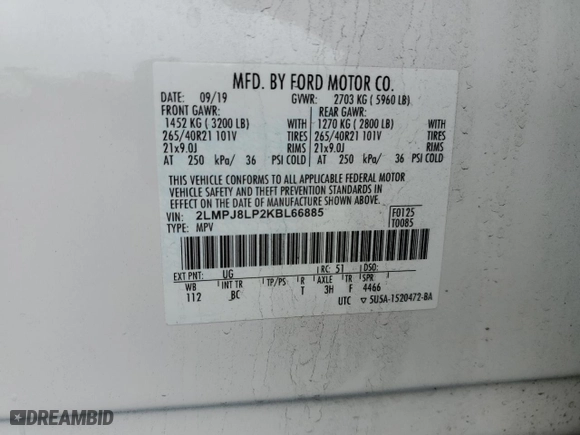 MFD. BY FORD MOTOR CO.
DATE: 09/19 GVWR: 2703 KG ( 5960 LB)
FRONT GAWR: REAR GAWR:
1452 KG ( 3200 LB) WITH 1270 KG ( 2800 LB) WITH
265/40R21 101V TIRES 265/40R21 101V TIRES
21x9.0J RIMS 21x9.0J RIMS
AT 250 kPa/ 36 PSI COLD AT 250 kPa/ 36 PSI COLD
THIS VEHICLE CONFORMS TO ALL APPLICABLE FEDERAL MOTOR
VEHICLE SAFETY AND THEFT PREVENTION STANDARDS IN
EFFECT ON THE DATE OF MANUFACTURE SHOWN ABOVE.
VIN: 2LMPJ8LP2KBL66885 F0125
TYPE: MPV T0085
EXT PNT: UG RC: 51 DSO:
WB INT TR TP/PS R AXLE TR SPR
112 BC T 3H F 4466
UTC 5USA-1520472-BA
DREAMBID